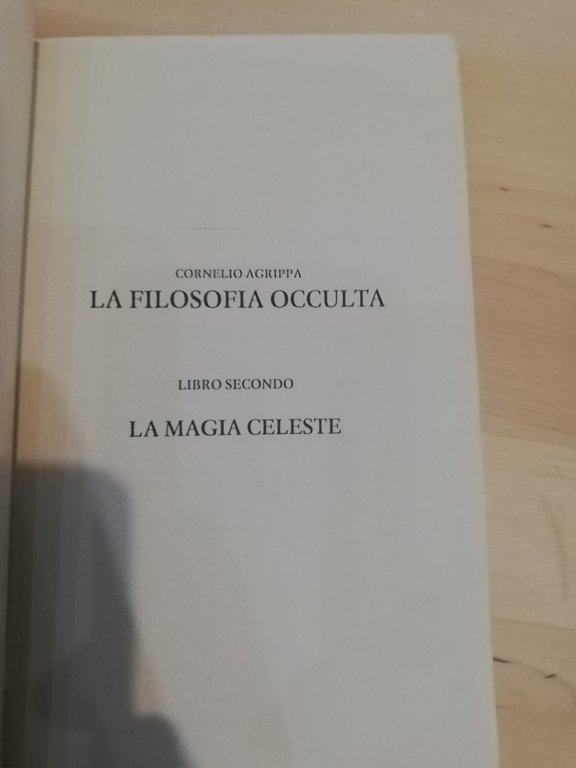 CORNELIO AGRIPPA
LA FILOSOFIA OCCULTA
LIBRO SECONDO
LA MAGIA CELESTE